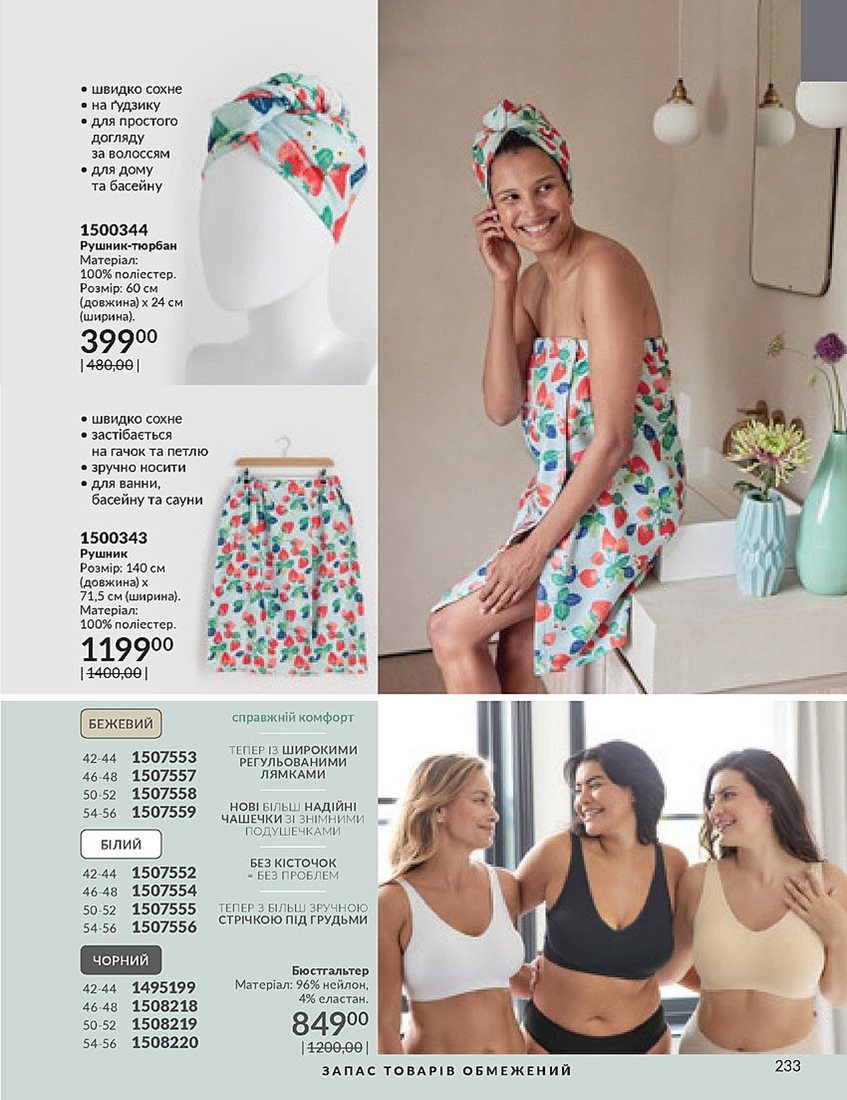 • швидко сохне
• на ґудзику
• для простого
догляду
за волоссям
• для дому
та басейну
1500344
Рушник-тюрбан
Матеріал:
100% поліестер.
Розмір: 60 см
(довжина) x 24 см
(ширина).
39900
|480,00|
• швидко сохне
• застібається
на гачок та петлю
• зручно носити
• для ванни,
басейну та сауни
1500343
Рушник
Розмір: 140 см
(довжина) x
71,5 см (ширина).
Матеріал:
100% поліестер.
119900
|1400,00|
БЕЖЕВИЙ
42-44 1507553
46-48 1507557
50-52 1507558
54-56 1507559
БІЛИЙ
42-44 1507552
46-48 1507554
50-52 1507555
54-56 1507556
ЧОРНИЙ
42-44 1495199
46-48 1508218
50-52 1508219
54-56 1508220
справжній комфорт
ТЕПЕР ІЗ ШИРОКИМИ
РЕГУЛЬОВАНИМИ
ЛЯМКАМИ
НОВІ БІЛЬШ НАДІЙНІ
ЧАШЕЧКИ ЗІ ЗНІМНИМИ
ПОДУШЕЧКАМИ
БЕЗ КІСТОЧОК
= БЕЗ ПРОБЛЕМ
ТЕПЕР З БІЛЬШ ЗРУЧНОЮ
СТРІЧКОЮ ПІД ГРУДЬМИ
Бюстгальтер
Матеріал: 96% нейлон,
4% еластан.
84900
|1200,00|
ЗАПАС ТОВАРІВ ОБМЕЖЕНИЙ
233